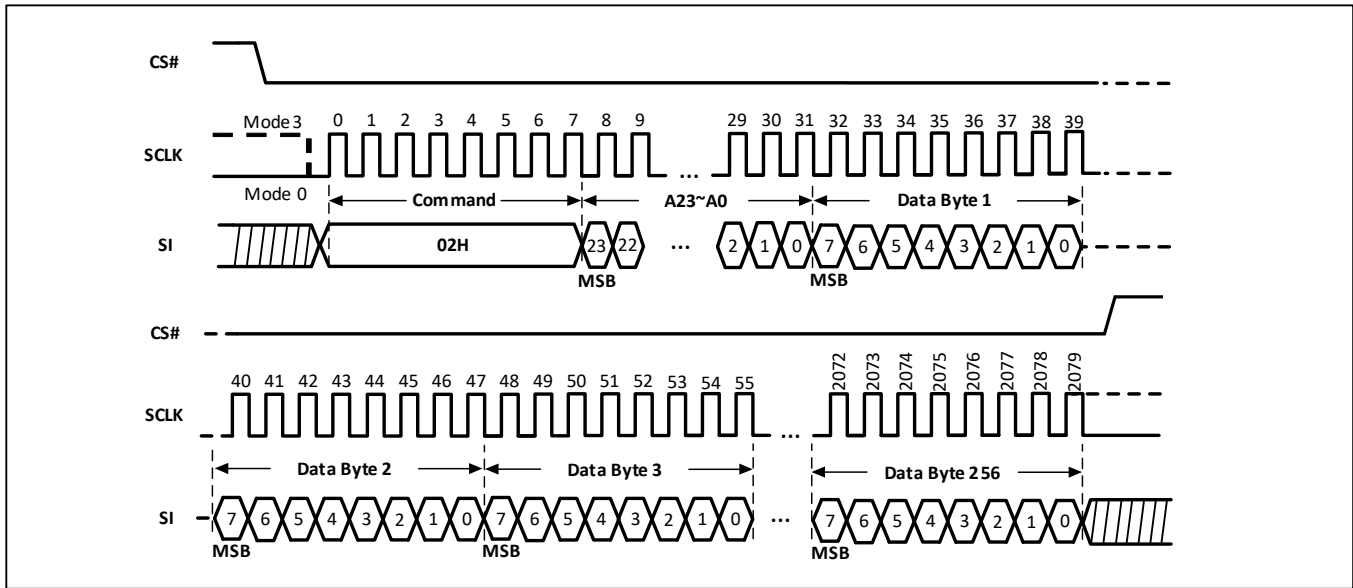 CS#
Mode 3
0 1 2 3 4 5 6 7 8 9 29 30 31 32 33 34 35 36 37 38 39
SCLK
...
Mode 0
Command A23~A0 Data Byte 1
SI 02H 23 22 ... 2 1 0 7 6 5 4 3 2 1 0
MSB MSB
CS#
40 41 42 43 44 45 46 47 48 49 50 51 52 53 54 55 2072 2073 2074 2075 2076 2077 2078 2079
SCLK
...
Data Byte 2 Data Byte 3 Data Byte 256
SI 7 6 5 4 3 2 1 0 7 6 5 4 3 2 1 0 ... 7 6 5 4 3 2 1 0
MSB MSB MSB